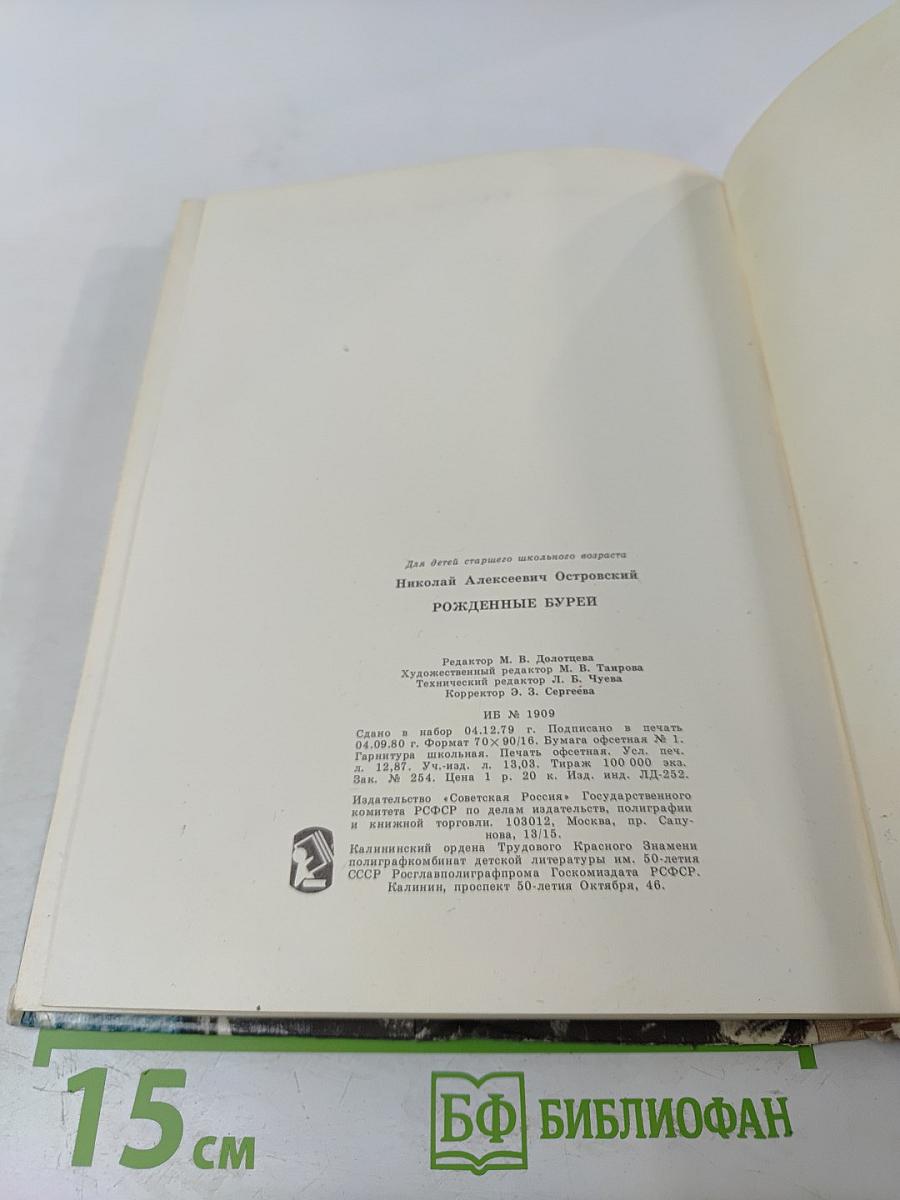 Для детей старшего школьного возраста
Николай Алексеевич Островский
РОЖДЕННЫЕ БУРЕЙ
Редактор М. В. Долотцева
Художественный редактор М. В. Таирова
Технический редактор Л. Б. Чуева
Корректор Э. З. Сергеева
ИБ № 1909
Сдано в набор 04.12.79 г. Подписано в печать
04.09.80 г. Формат 70×90/16. Бумага офсетная № 1.
Гарнитура школьная. Печать офсетная. Усл. печ.
л. 12,87. Уч.-изд. л. 13,03. Тираж 100 000 экз.
Зак. № 254. Цена 1 р. 20 к. Изд. инд. ЛД-252.
Издательство «Советская Россия» Государственного
комитета РСФСР по делам издательств, полиграфии
и книжной торговли. 103012, Москва, пр. Сапу-
нова, 13/15.
Калининский ордена Трудового Красного Знамени
полиграфкомбинат детской литературы им. 50-летия
СССР Росглавполиграфпрома Госкомиздата РСФСР.
Калинин, проспект 50-летия Октября, 46.
15 см
БФ БИБЛИОФАН